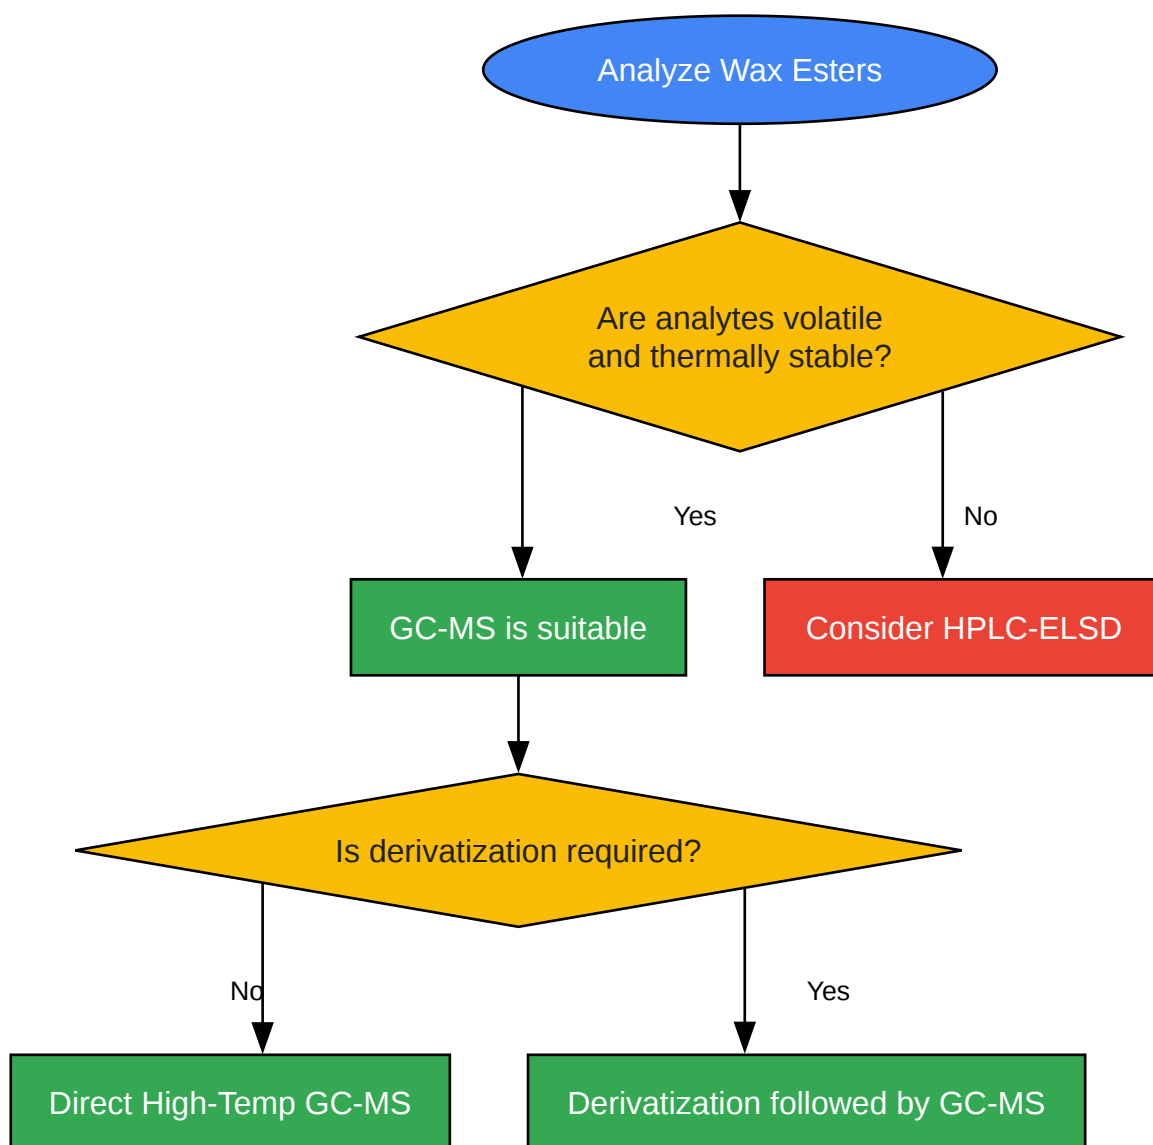 Analyze Wax Esters
Are analytes volatile
and thermally stable?
Yes
No
GC-MS is suitable
Consider HPLC-ELSD
Is derivatization required?
No
Yes
Direct High-Temp GC-MS
Derivatization followed by GC-MS